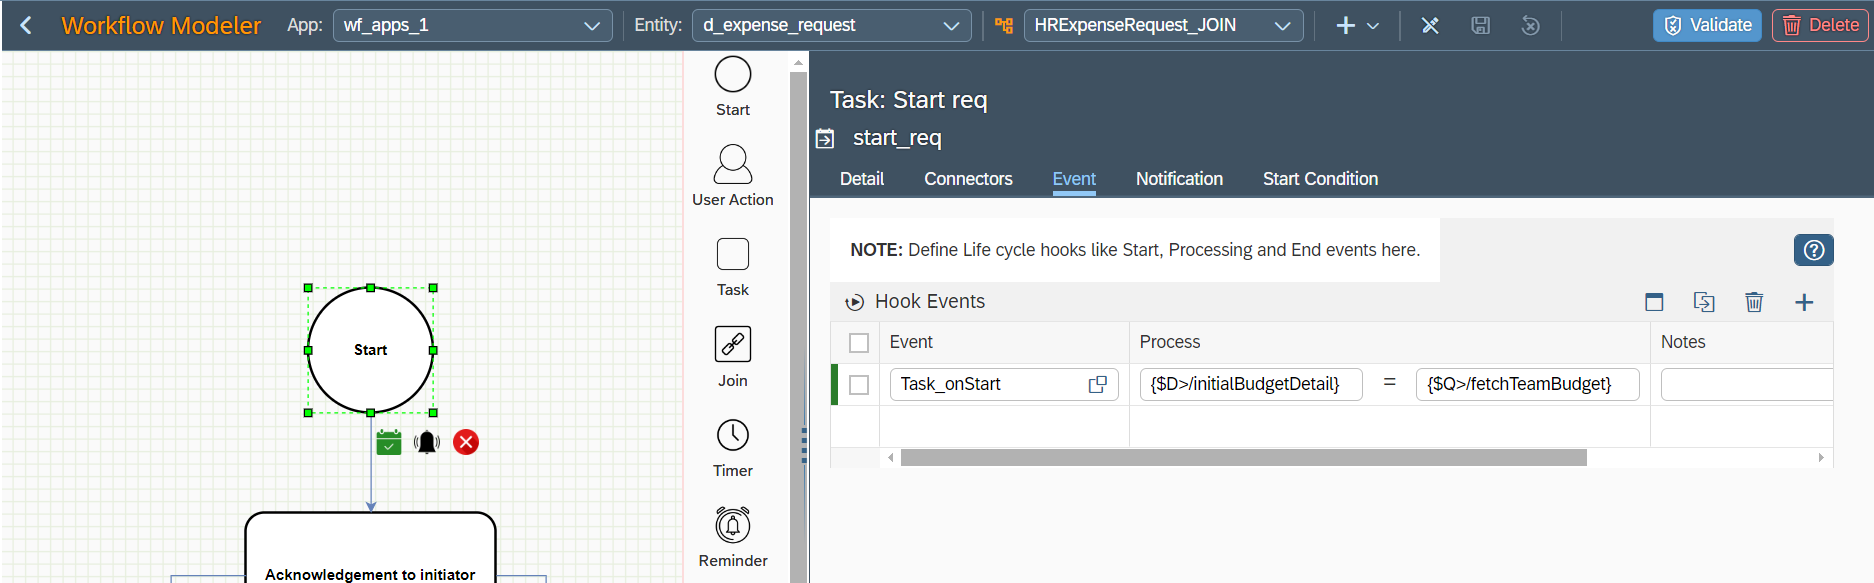 Workflow Modeler App: wf_apps_1 Entity: d_expense_request HRExpenseRequest_JOIN Validate Delete
Start
User Action
Task
Join
Timer
Reminder
Start
Acknowledgement to initiator
Task: Start req
start_req
Detail Connectors Event Notification Start Condition
NOTE: Define Life cycle hooks like Start, Processing and End events here.
Hook Events
Event Process Notes
Task_onStart {$D>/initialBudgetDetail} = {$Q>/fetchTeamBudget}